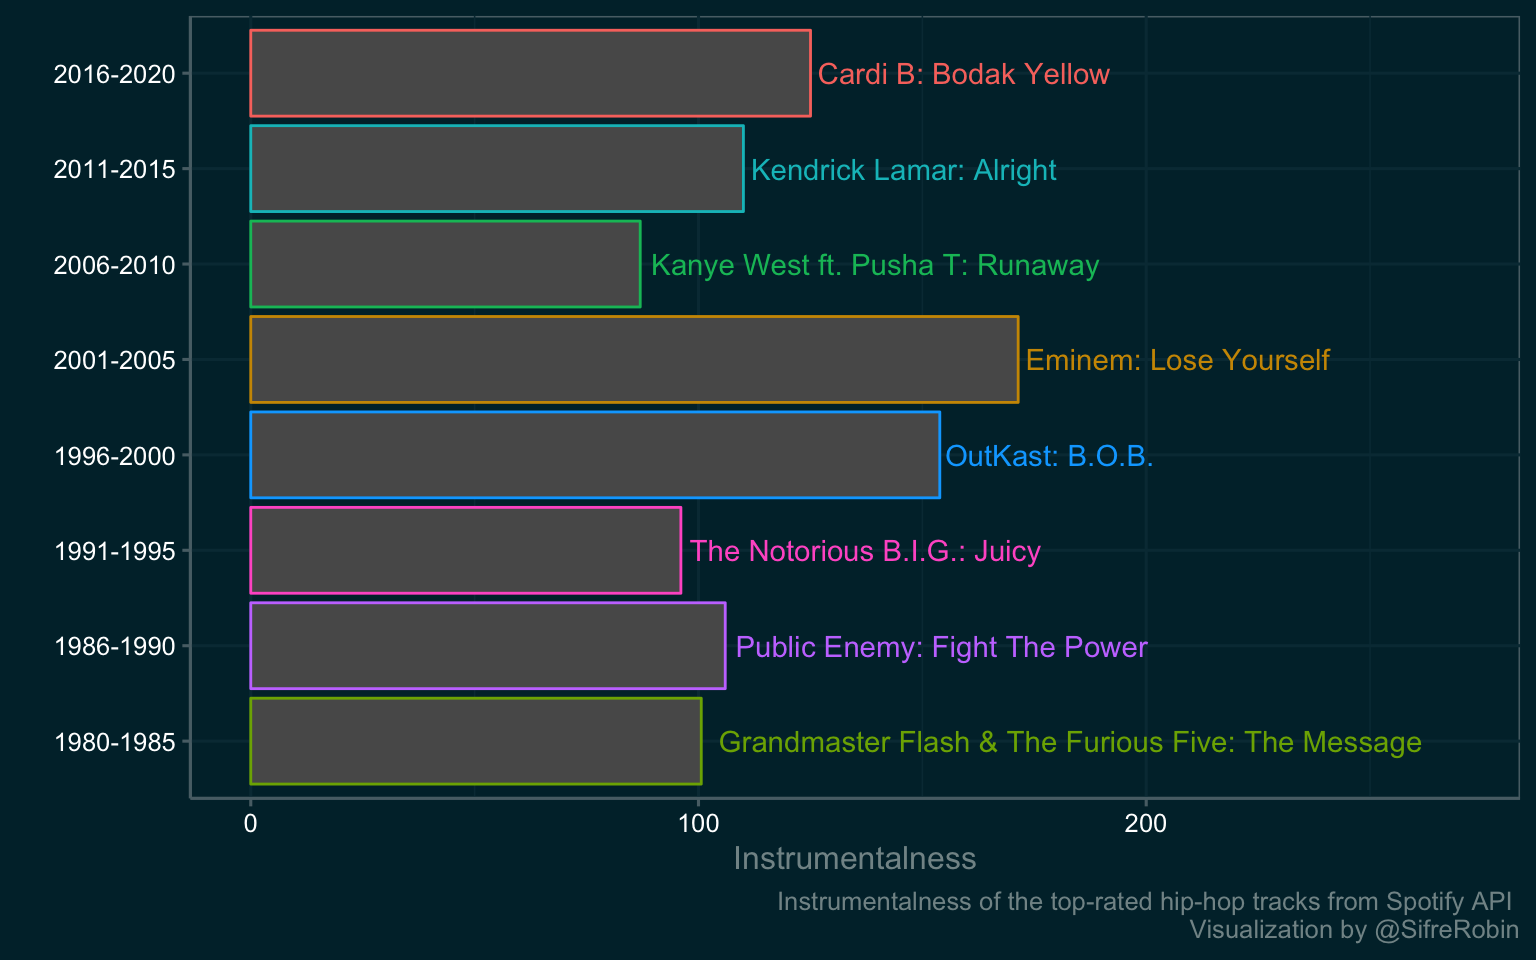 2016-2020 Cardi B: Bodak Yellow
2011-2015 Kendrick Lamar: Alright
2006-2010 Kanye West ft. Pusha T: Runaway
2001-2005 Eminem: Lose Yourself
1996-2000 OutKast: B.O.B.
1991-1995 The Notorious B.I.G.: Juicy
1986-1990 Public Enemy: Fight The Power
1980-1985 Grandmaster Flash & The Furious Five: The Message
0 100 200
Instrumentalness
Instrumentalness of the top-rated hip-hop tracks from Spotify API
Visualization by @SifreRobin